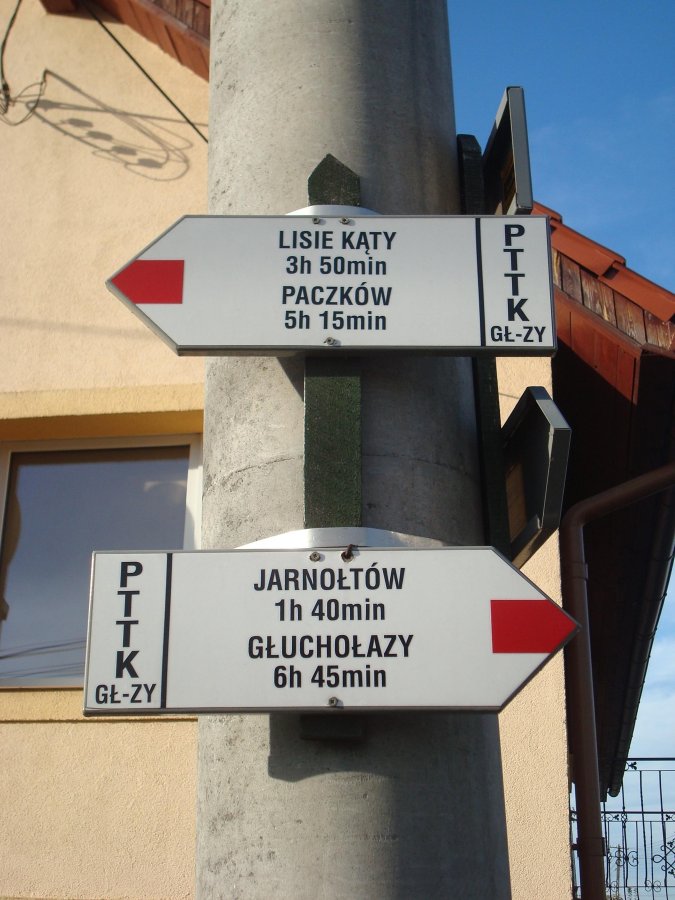 LISIE KĄTY
3h 50min
PACZKÓW
5h 15min
PTTK
GŁ-ZY
PTTK
GŁ-ZY
JARNOŁTÓW
1h 40min
GŁUCHOŁAZY
6h 45min